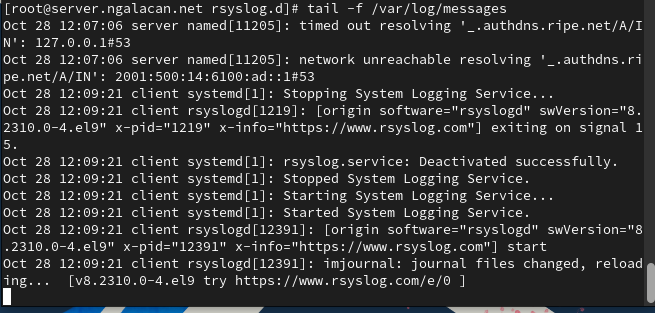 [root@server.ngalacan.net rsyslog.d]# tail -f /var/log/messages
Oct 28 12:07:06 server named[11205]: timed out resolving '_.authdns.ripe.net/A/I
N': 127.0.0.1#53
Oct 28 12:07:06 server named[11205]: network unreachable resolving '_.authdns.ri
pe.net/A/IN': 2001:500:14:6100:ad::1#53
Oct 28 12:09:21 client systemd[1]: Stopping System Logging Service...
Oct 28 12:09:21 client rsyslogd[1219]: [origin software="rsyslogd" swVersion="8.
2310.0-4.el9" x-pid="1219" x-info="https://www.rsyslog.com"] exiting on signal 1
5.
Oct 28 12:09:21 client systemd[1]: rsyslog.service: Deactivated successfully.
Oct 28 12:09:21 client systemd[1]: Stopped System Logging Service.
Oct 28 12:09:21 client systemd[1]: Starting System Logging Service...
Oct 28 12:09:21 client systemd[1]: Started System Logging Service.
Oct 28 12:09:21 client rsyslogd[12391]: [origin software="rsyslogd" swVersion="8
.2310.0-4.el9" x-pid="12391" x-info="https://www.rsyslog.com"] start
Oct 28 12:09:21 client rsyslogd[12391]: imjournal: journal files changed, reload
ing...  [v8.2310.0-4.el9 try https://www.rsyslog.com/e/0 ]